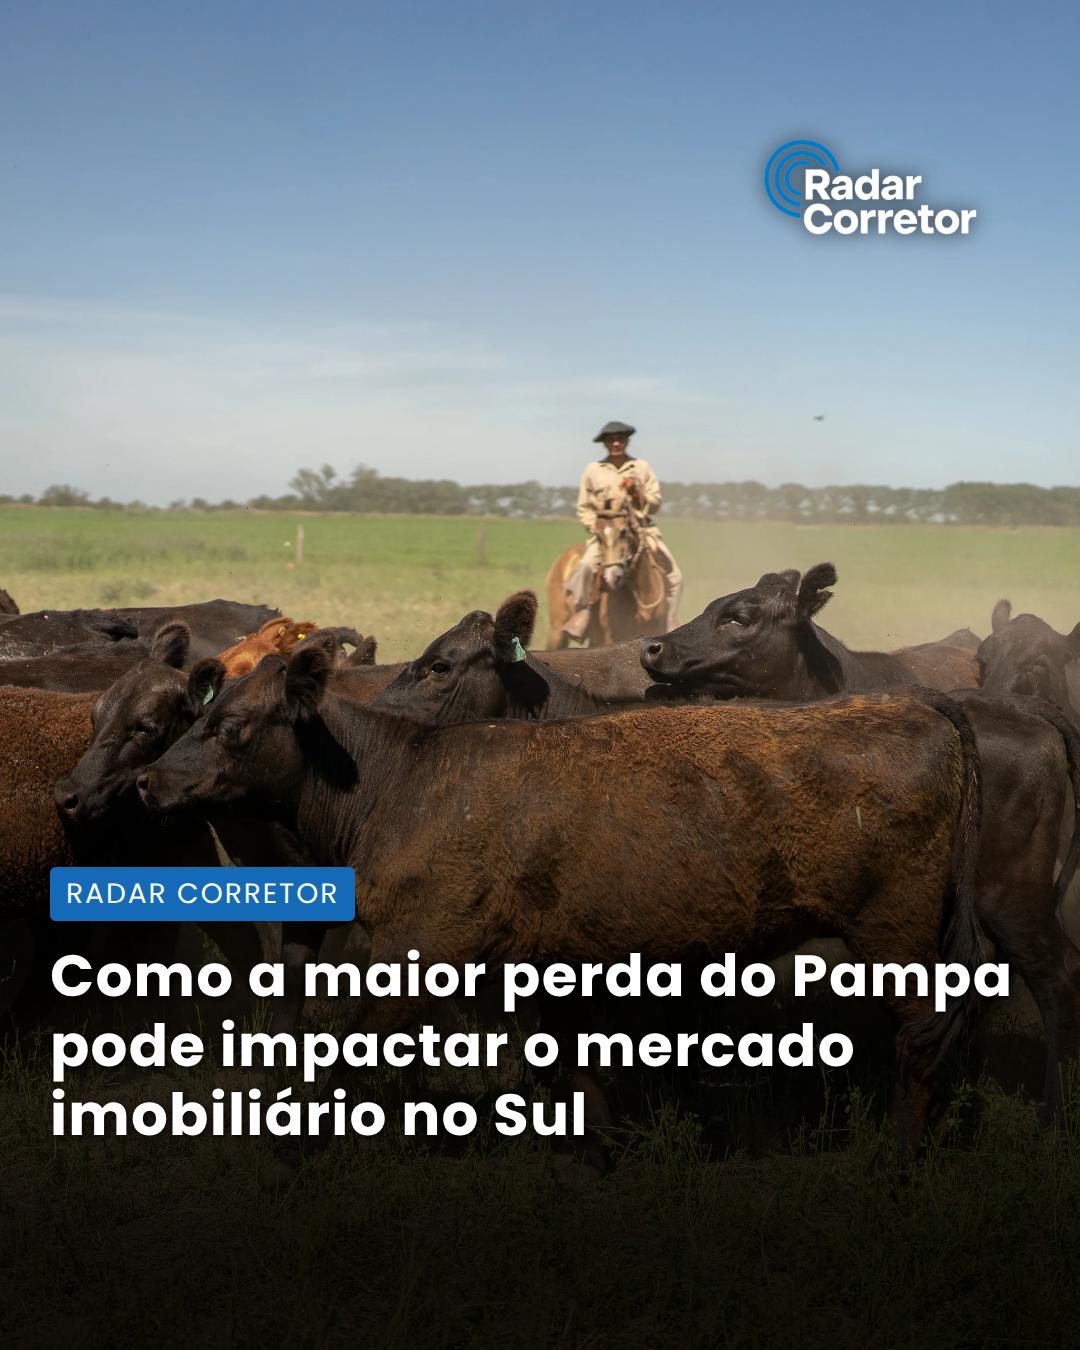 Radar
Corretor
RADAR CORRETOR
Como a maior perda do Pampa
pode impactar o mercado
imobiliário no Sul